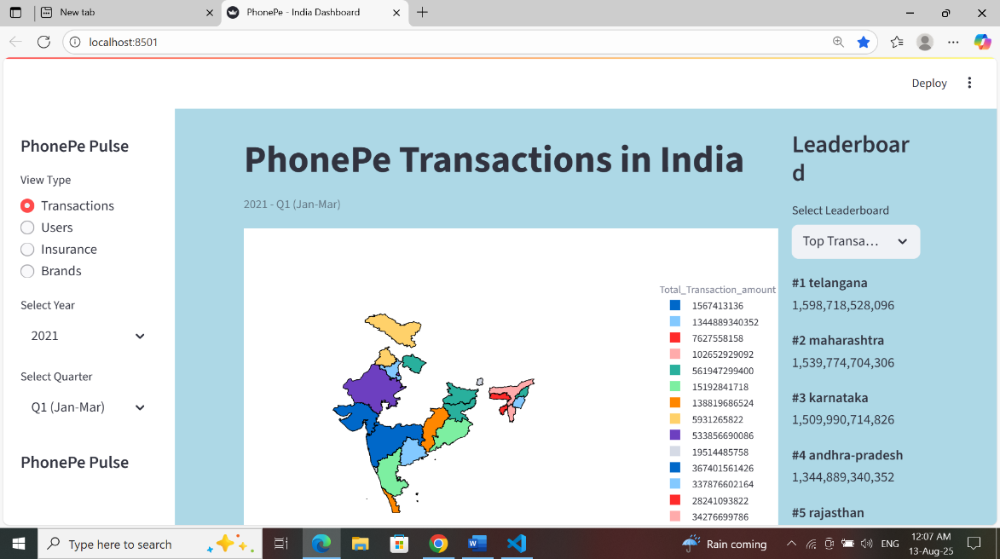 New tab
PhonePe - India Dashboard
localhost:8501
Deploy
PhonePe Pulse
View Type
Transactions
Users
Insurance
Brands
Select Year
2021
Select Quarter
Q1 (Jan-Mar)
PhonePe Pulse
PhonePe Transactions in India
2021 - Q1 (Jan-Mar)
Total_Transaction_amount
1567413136
1344889340352
7627558158
102652929092
561947299400
15192841718
138819686524
5931265822
533856690086
19514485758
367401561426
337876602164
28241093822
34276699786
Leaderboar
d
Select Leaderboard
Top Transa...
#1 telangana
1,598,718,528,096
#2 maharashtra
1,539,774,704,306
#3 karnataka
1,509,990,714,826
#4 andhra-pradesh
1,344,889,340,352
#5 rajasthan
Type here to search
Rain coming
ENG
12:07 AM
13-Aug-25